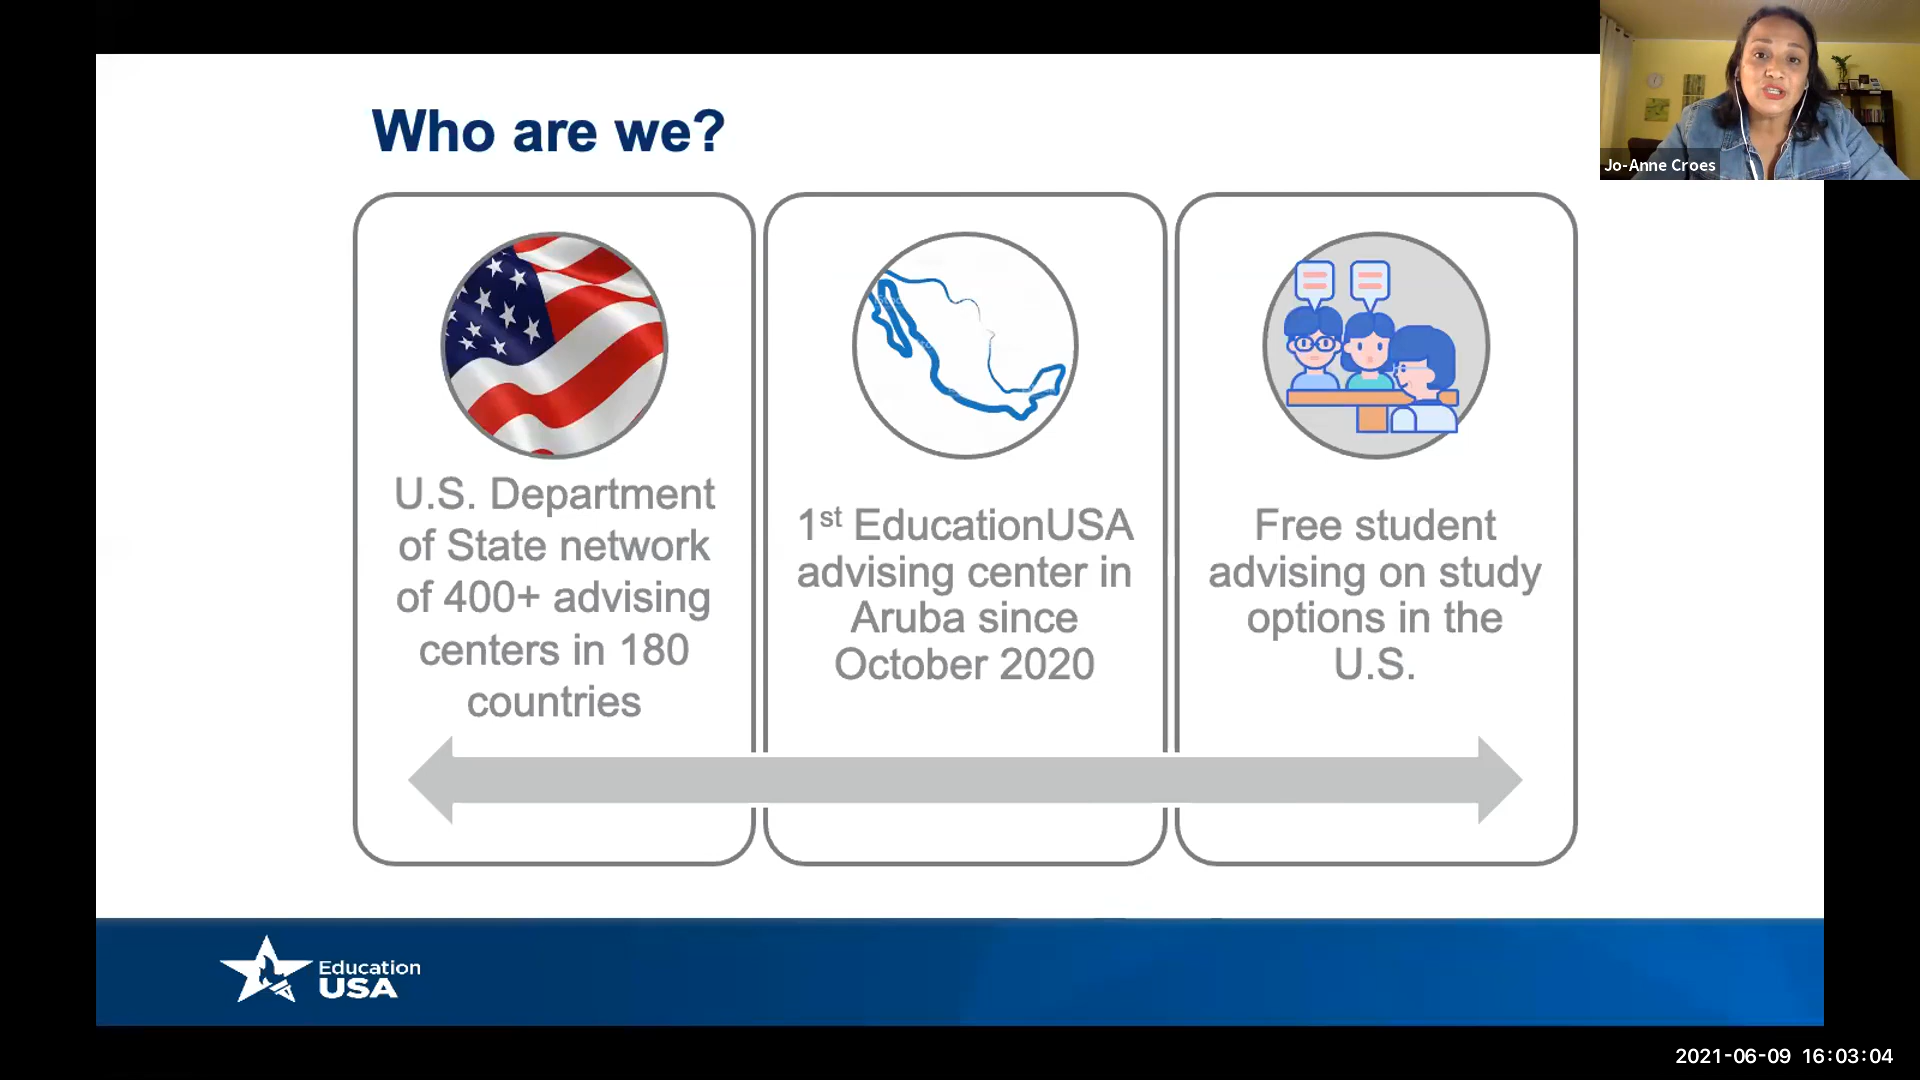 Who are we?
U.S. Department
of State network
of 400+ advising
centers in 180
countries
1st EducationUSA
advising center in
Aruba since
October 2020
Free student
advising on study
options in the
U.S.
Education
USA
Jo-Anne Croes
2021-06-09 16:03:04